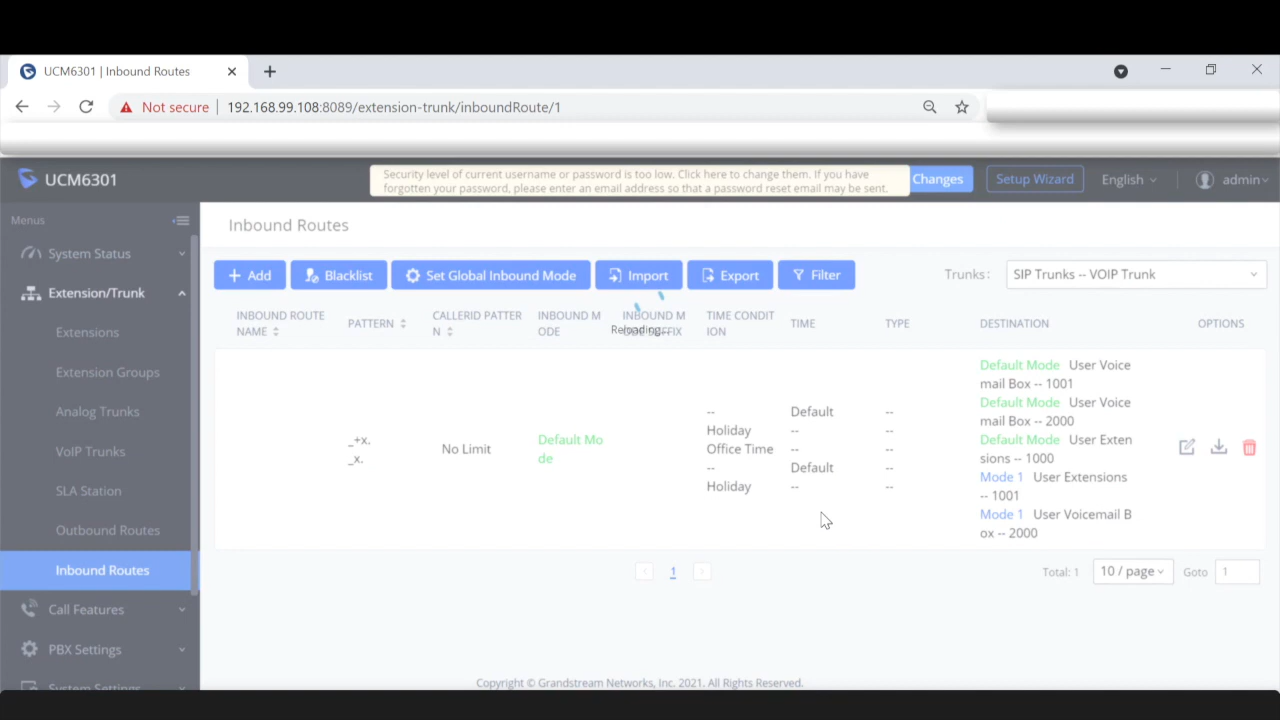 UCM6301 | Inbound Routes
Not secure
192.168.99.108:8089/extension-trunk/inboundRoute/1
UCM6301
Security level of current username or password is too low. Click here to change them. If you have
forgotten your password, please enter an email address so that a password reset email may be sent.
Changes
Setup Wizard
English
admin
Menus
System Status
Extension/Trunk
Extensions
Extension Groups
Analog Trunks
VoIP Trunks
SLA Station
Outbound Routes
Inbound Routes
Call Features
PBX Settings
System Settings
Inbound Routes
+ Add
Blacklist
Set Global Inbound Mode
Import
Export
Filter
Trunks :
SIP Trunks -- VOIP Trunk
INBOUND ROUTE
NAME
PATTERN
CALLERID PATTER
N
INBOUND M
ODE
INBOUND M
ODE SUFFIX
Reloading...
TIME CONDIT
ION
TIME
TYPE
DESTINATION
OPTIONS
_+x.
_x.
No Limit
Default Mo
de
--
Holiday
Office Time
--
Holiday
Default
--
--
Default
--
--
--
--
--
--
Default Mode User Voice
mail Box -- 1001
Default Mode User Voice
mail Box -- 2000
Default Mode User Exten
sions -- 1000
Mode 1 User Extensions
-- 1001
Mode 1 User Voicemail B
ox -- 2000
1
Total: 1
10 / page
Goto
1
Copyright © Grandstream Networks, Inc. 2021. All Rights Reserved.